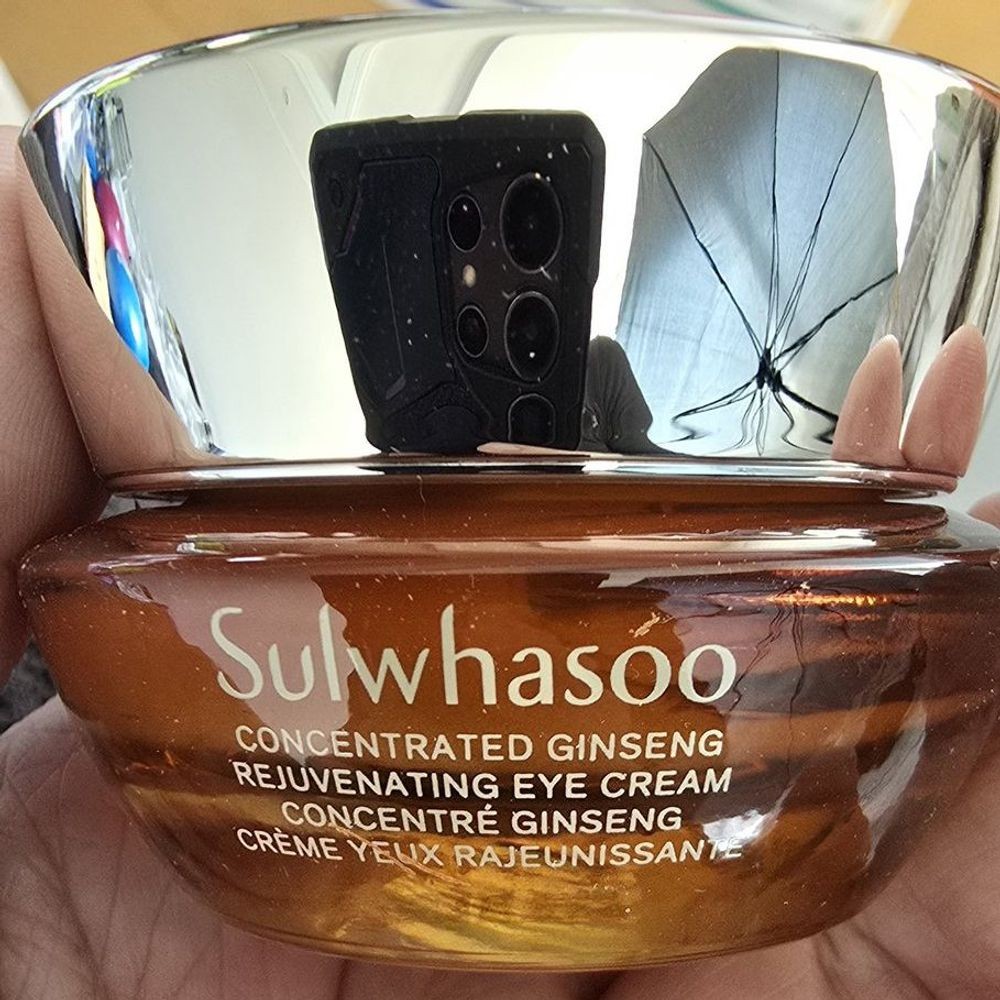 Sulwhasoo
CONCENTRATED GINSENG
REJUVENATING EYE CREAM
CONCENTRÉ GINSENG
CRÈME YEUX RAJEUNISSANTE